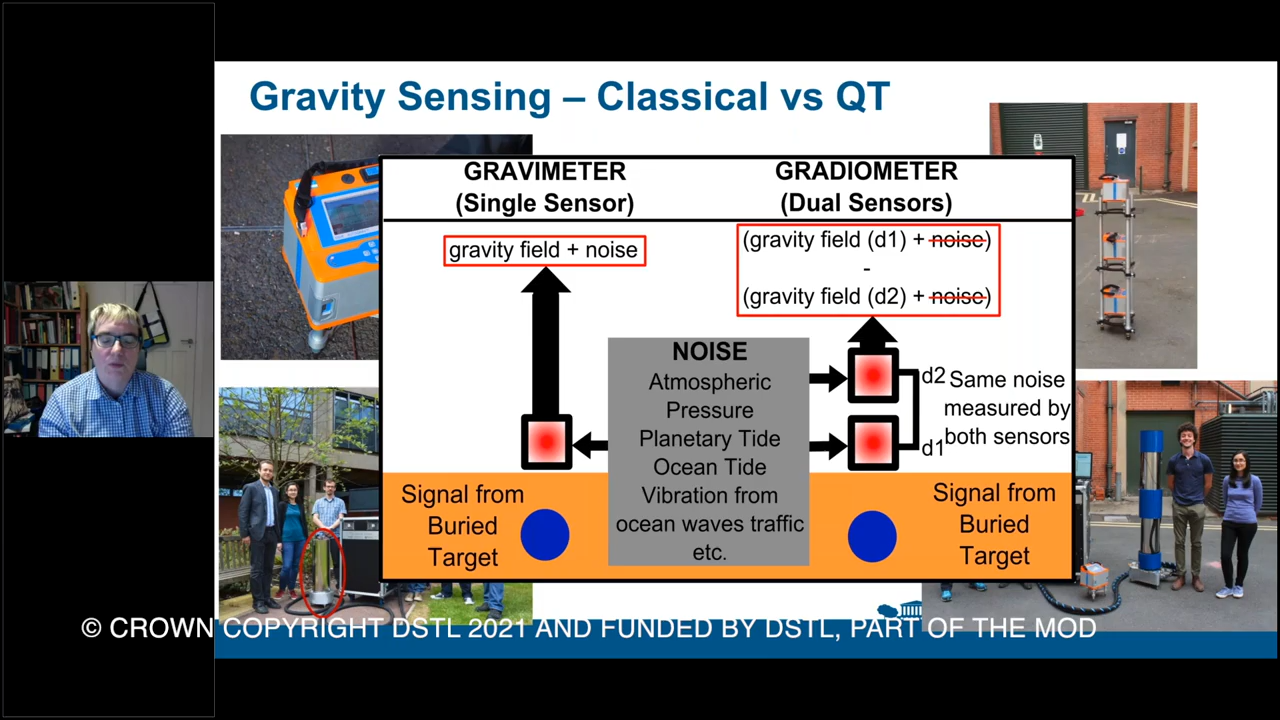 Gravity Sensing – Classical vs QT
GRAVIMETER
(Single Sensor)
GRADIOMETER
(Dual Sensors)
gravity field + noise
(gravity field (d1) + noise)
-
(gravity field (d2) + noise)
NOISE
Atmospheric
Pressure
Planetary Tide
Ocean Tide
Vibration from
ocean waves traffic
etc.
d2
d1
Same noise
measured by
both sensors
Signal from
Buried
Target
Signal from
Buried
Target
© CROWN COPYRIGHT DSTL 2021 AND FUNDED BY DSTL, PART OF THE MOD